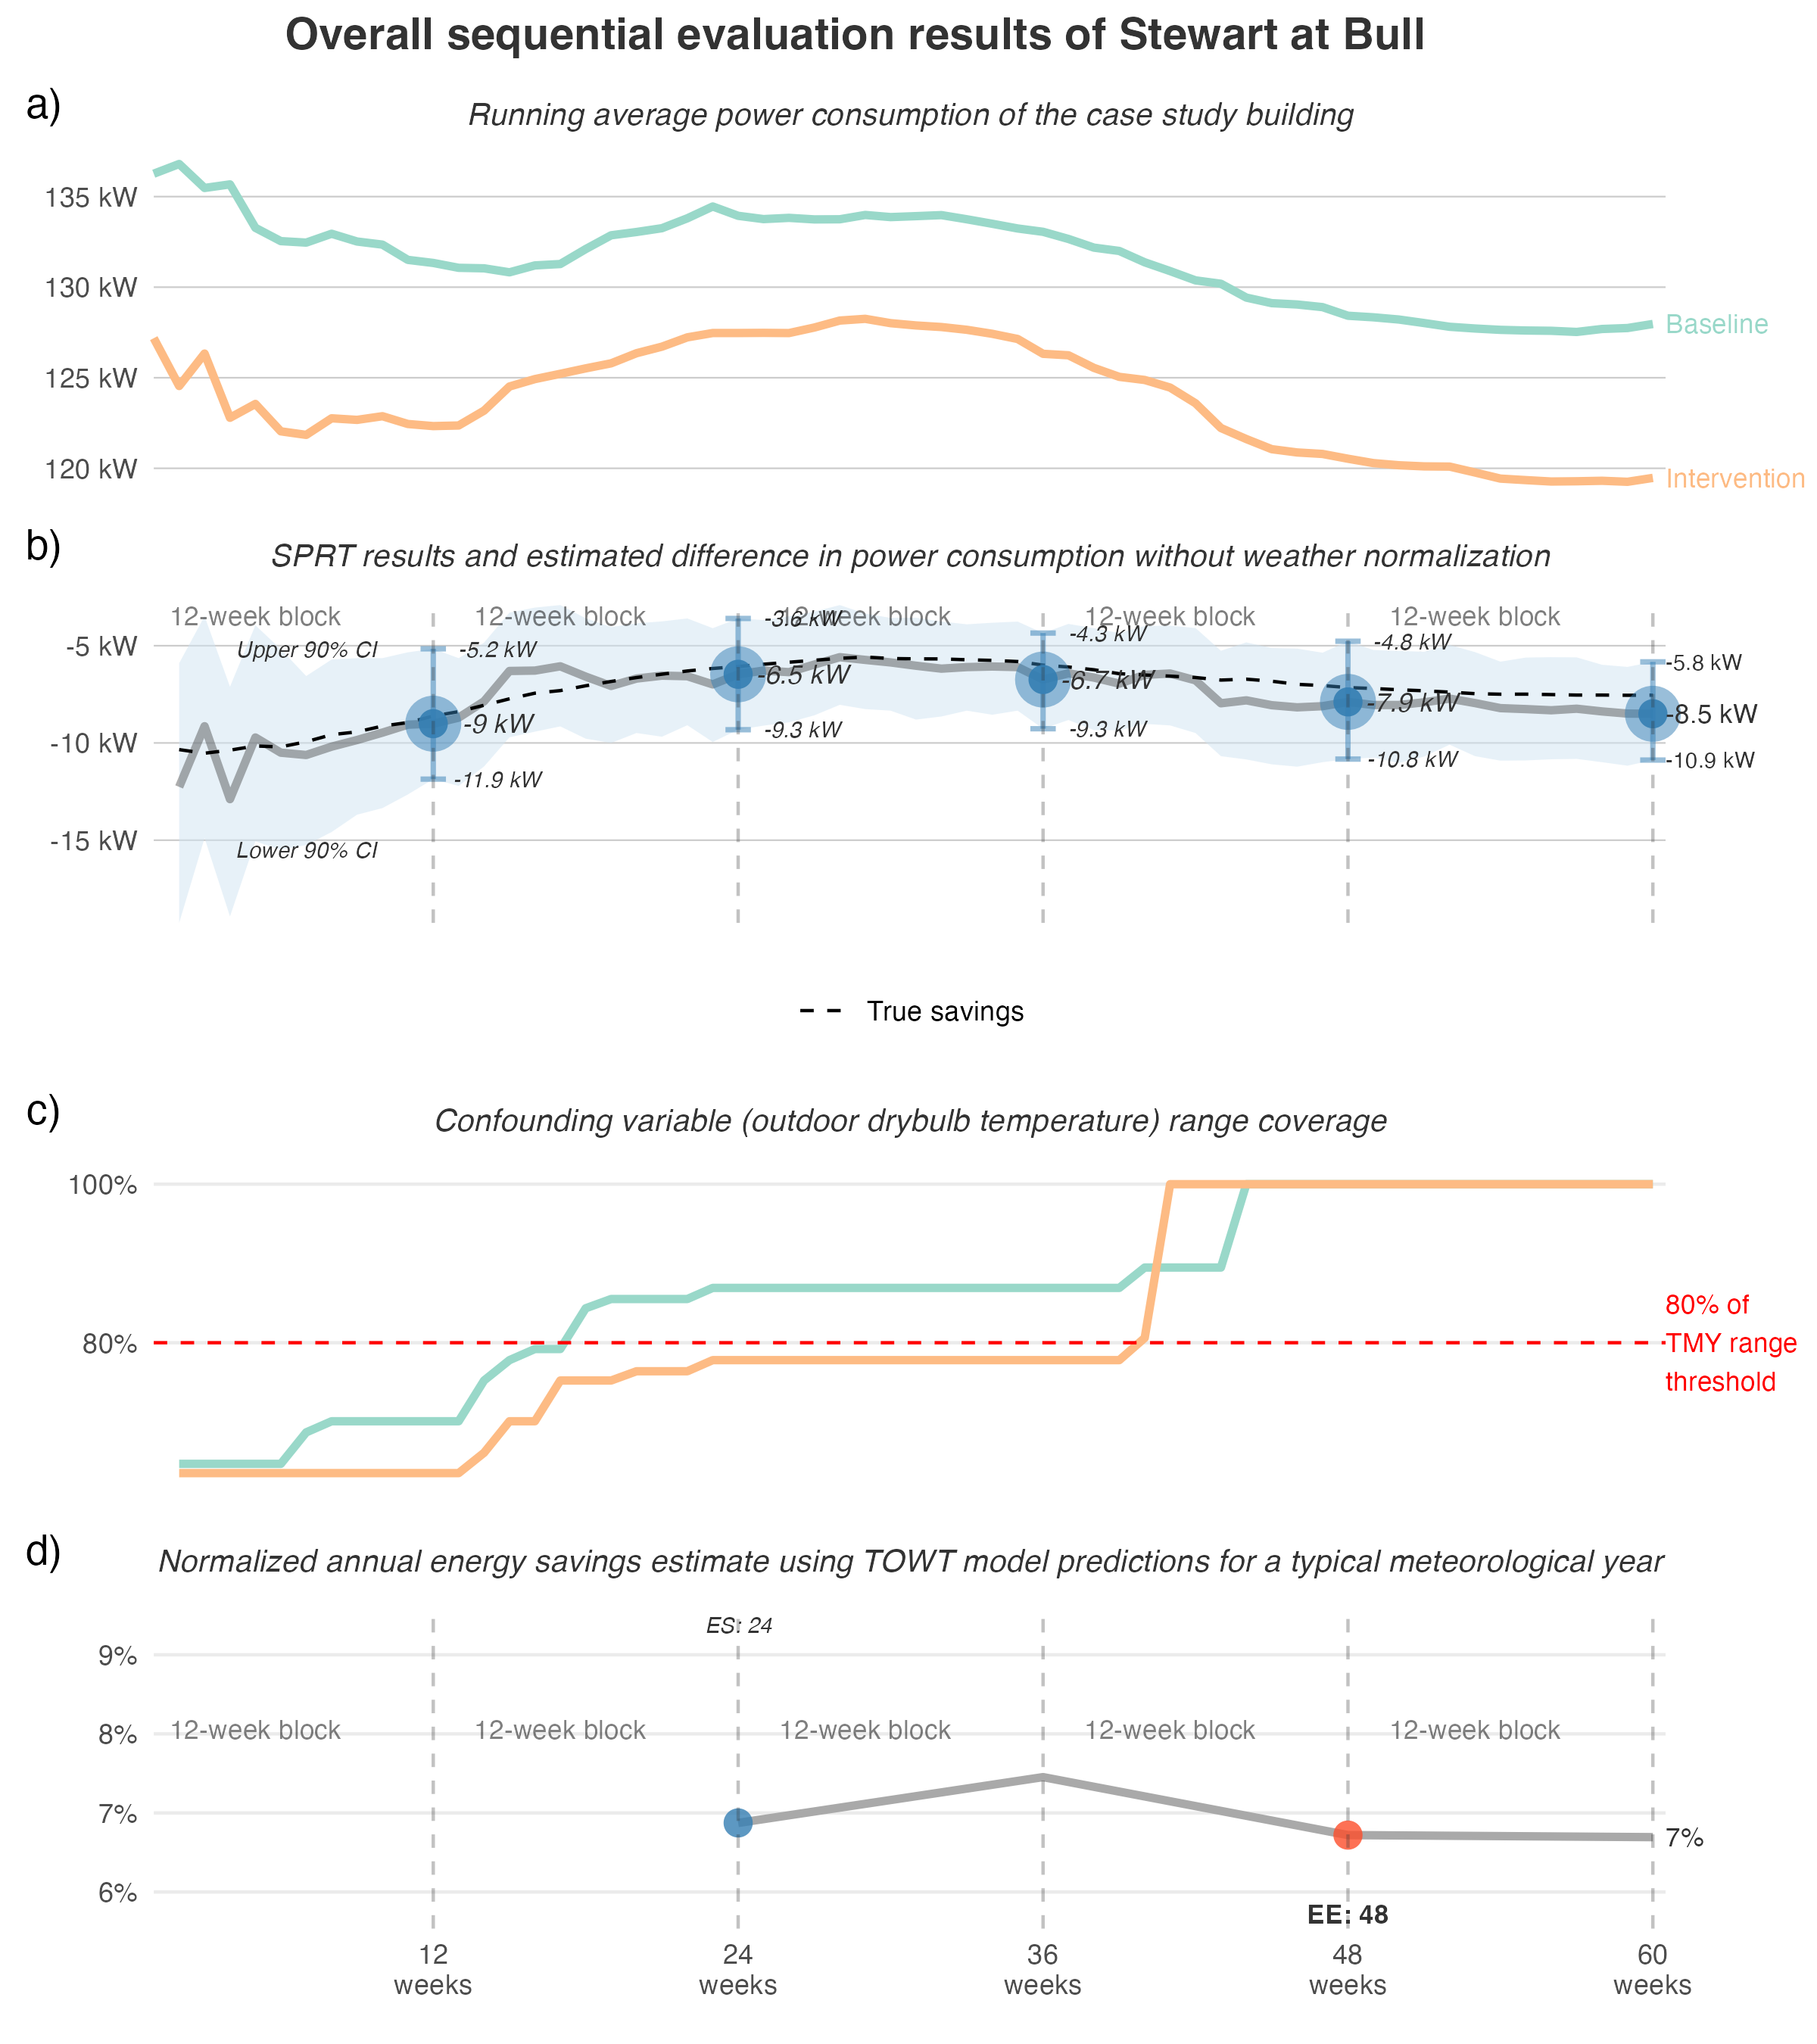 Overall sequential evaluation results of Stewart at Bull
a)
Running average power consumption of the case study building
135 kW
130 kW
125 kW
120 kW
Baseline
Intervention
b)
SPRT results and estimated difference in power consumption without weather normalization
12-week block
12-week block
12-week block
12-week block
12-week block
-5 kW
-10 kW
-15 kW
Upper 90% CI
Lower 90% CI
-5.2 kW
-9 kW
-11.9 kW
-3.6 kW
-6.5 kW
-9.3 kW
-4.3 kW
-6.7 kW
-9.3 kW
-4.8 kW
-7.9 kW
-10.8 kW
-5.8 kW
-8.5 kW
-10.9 kW
True savings
c)
Confounding variable (outdoor drybulb temperature) range coverage
100%
80%
80% of
TMY range
threshold
d)
Normalized annual energy savings estimate using TOWT model predictions for a typical meteorological year
ES: 24
9%
8%
7%
6%
12-week block
12-week block
12-week block
12-week block
12-week block
7%
EE: 48
12
weeks
24
weeks
36
weeks
48
weeks
60
weeks